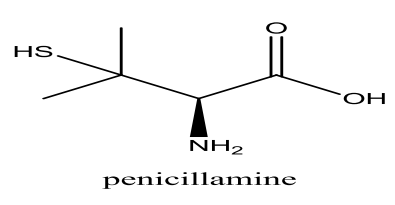 O
HS
OH
NH₂
penicillamine